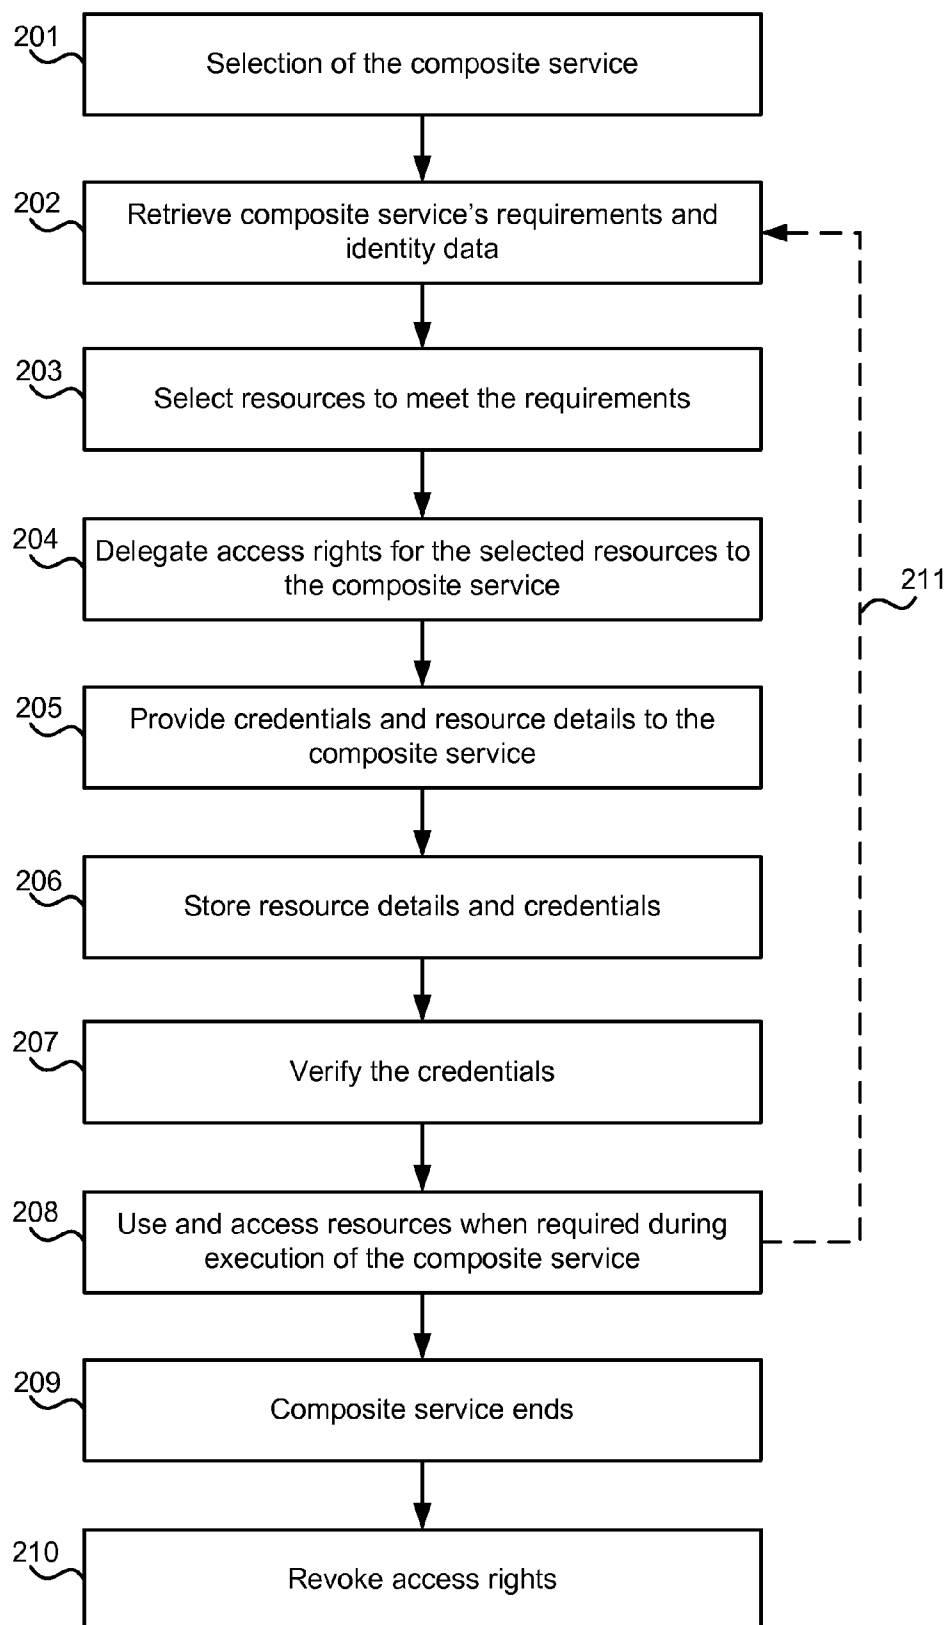 201
Selection of the composite service
202
Retrieve composite service's requirements and
identity data
203
Select resources to meet the requirements
204
Delegate access rights for the selected resources to
the composite service
211
205
Provide credentials and resource details to the
composite service
206
Store resource details and credentials
207
Verify the credentials
208
Use and access resources when required during
execution of the composite service
209
Composite service ends
210
Revoke access rights